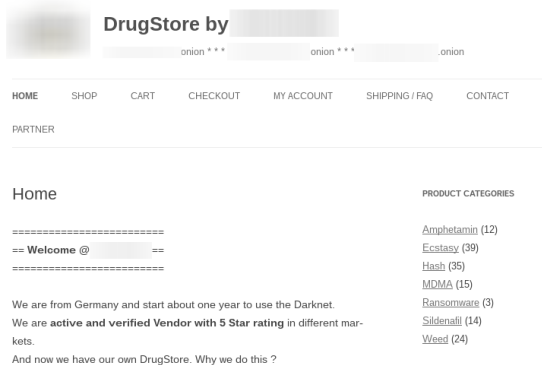 DrugStore by
onion * * * onion * * * .onion
HOME SHOP CART CHECKOUT MY ACCOUNT SHIPPING / FAQ CONTACT
PARTNER
Home
==========================
== Welcome @ ==
==========================
We are from Germany and start about one year to use the Darknet.
We are active and verified Vendor with 5 Star rating in different mar-
kets.
And now we have our own DrugStore. Why we do this ?
PRODUCT CATEGORIES
Amphetamin (12)
Ecstasy (39)
Hash (35)
MDMA (15)
Ransomware (3)
Sildenafil (14)
Weed (24)